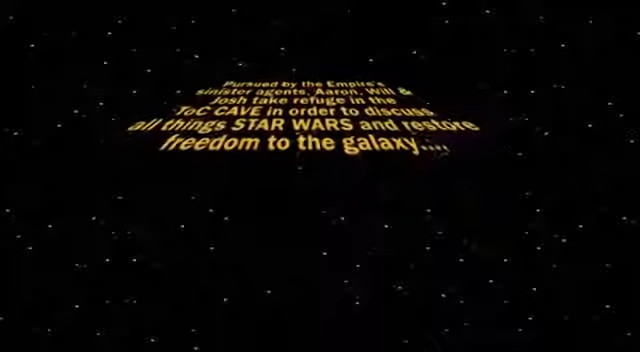 Pursued by the Empire's
sinister agents, Aaron, Will &
Josh take refuge in the
ToC CAVE in order to discuss
all things STAR WARS and restore
freedom to the galaxy....